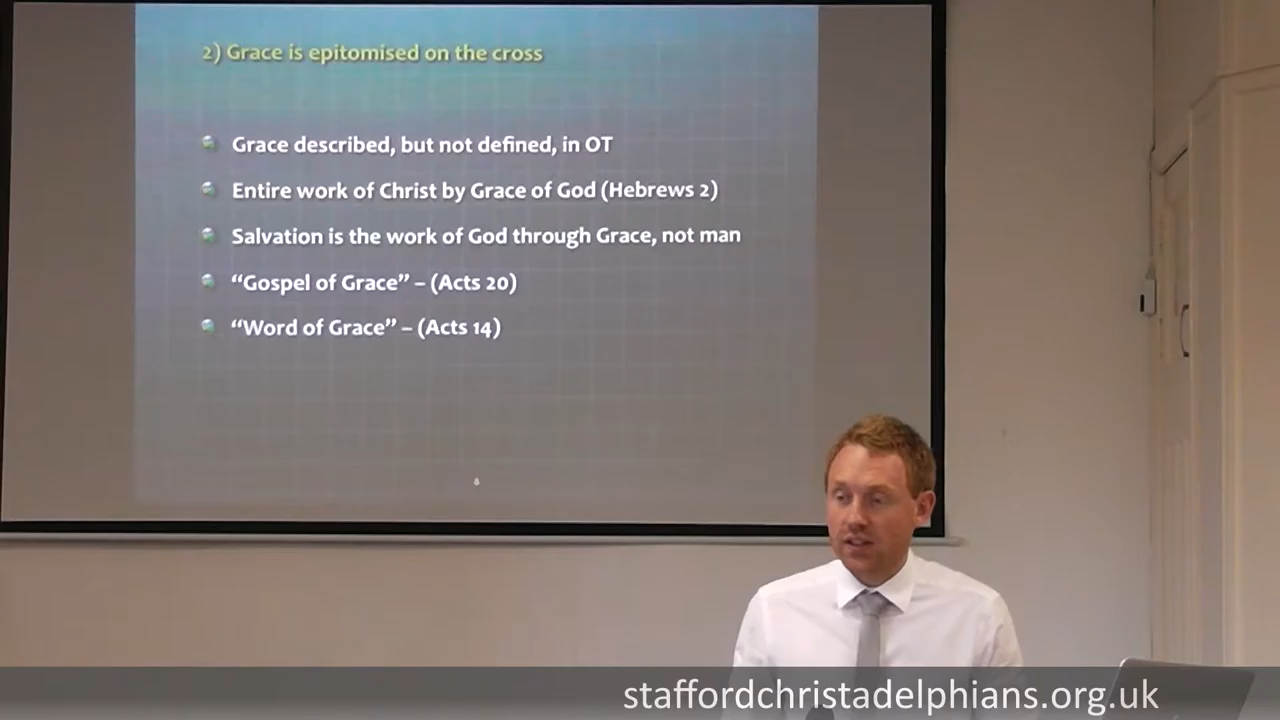 2) Grace is epitomised on the cross
Grace described, but not defined, in OT
Entire work of Christ by Grace of God (Hebrews 2)
Salvation is the work of God through Grace, not man
“Gospel of Grace” – (Acts 20)
“Word of Grace” – (Acts 14)
staffordchristadelphians.org.uk